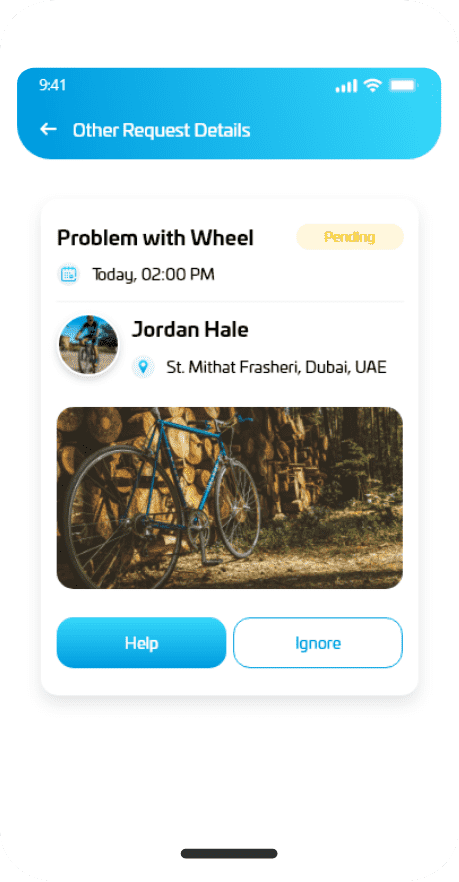 9:41
Other Request Details
Problem with Wheel
Pending
Today, 02:00 PM
Jordan Hale
St. Mithat Frasheri, Dubai, UAE
Help
Ignore